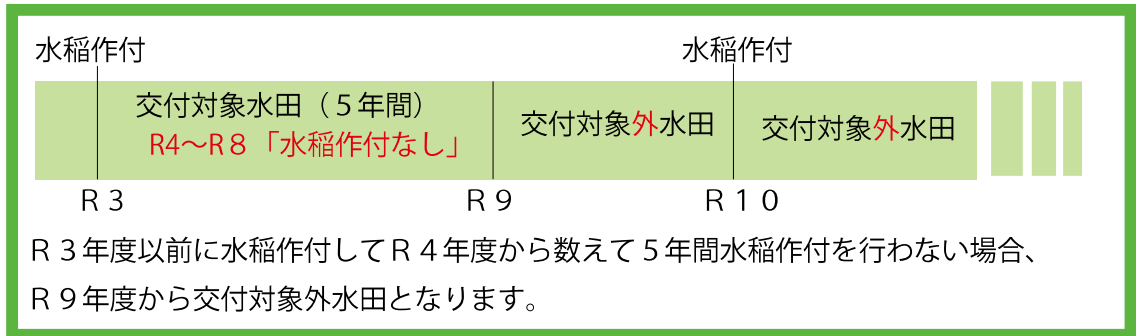 水稲作付　水稲作付
交付対象水田（５年間）
R4～R８「水稲作付なし」
交付対象外水田
交付対象外水田
Ｒ３　Ｒ９　Ｒ１０
Ｒ３年度以前に水稲作付してＲ４年度から数えて５年間水稲作付を行わない場合、
Ｒ９年度から交付対象外水田となります。